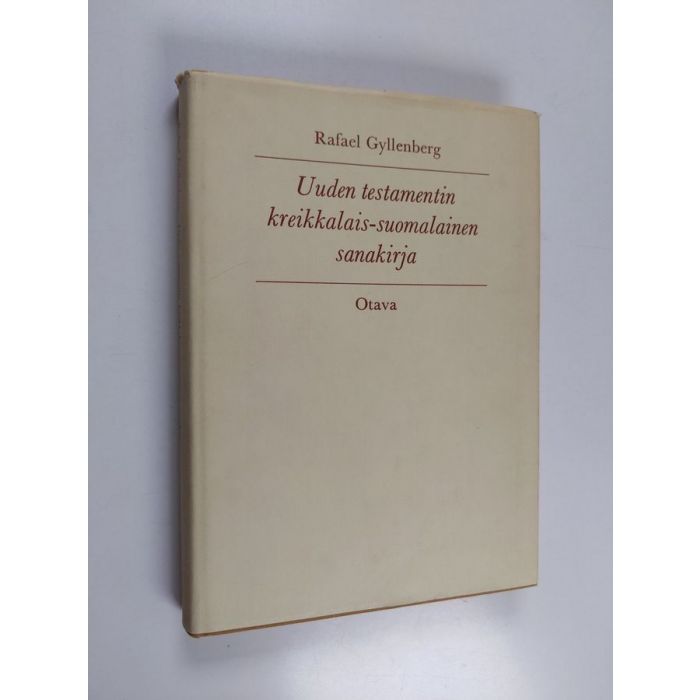 Rafael Gyllenberg
Uuden testamentin
kreikkalais-suomalainen
sanakirja
Otava